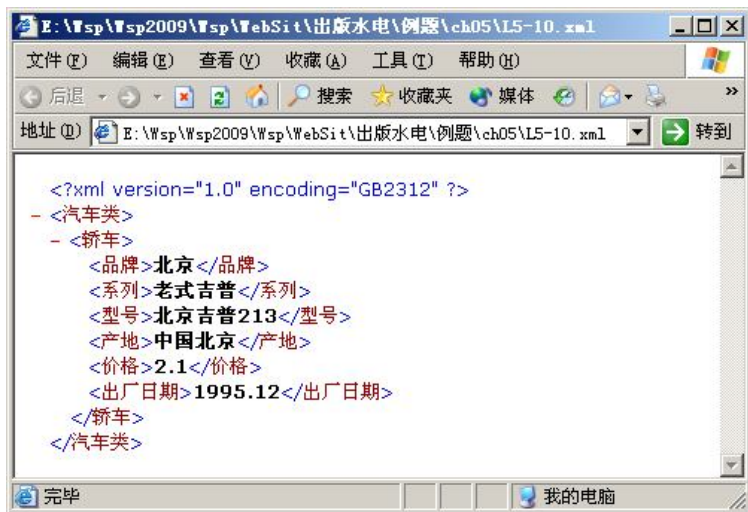 E:\Wsp\Wsp2009\Wsp\WebSit\出版水电\例题\ch05\L5-10.xml
文件(F) 编辑(E) 查看(V) 收藏(A) 工具(T) 帮助(H)
后退 搜索 收藏夹 媒体 »
地址(D) E:\Wsp\Wsp2009\Wsp\WebSit\出版水电\例题\ch05\L5-10.xml 转到
<?xml version="1.0" encoding="GB2312" ?>
- <汽车类>
- <轿车>
<品牌>北京</品牌>
<系列>老式吉普</系列>
<型号>北京吉普213</型号>
<产地>中国北京</产地>
<价格>2.1</价格>
<出厂日期>1995.12</出厂日期>
</轿车>
</汽车类>
完毕 我的电脑